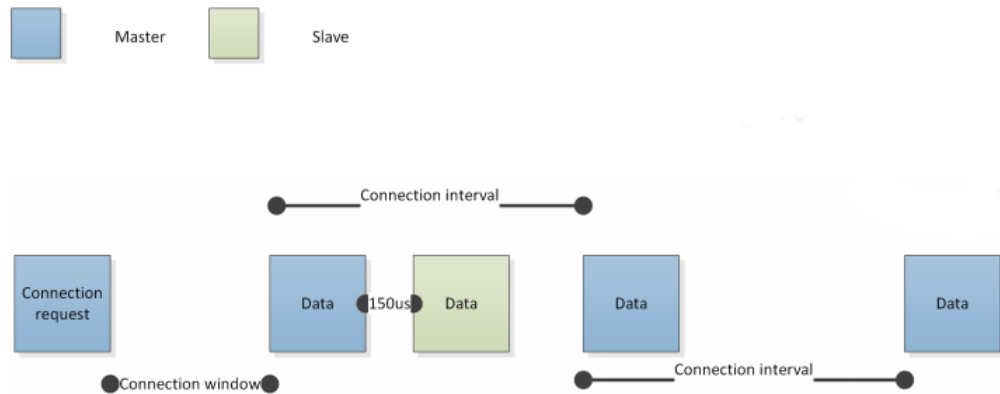 Master
Slave
Connection interval
Connection
request
Data
150us
Data
Data
Data
Connection window
Connection interval